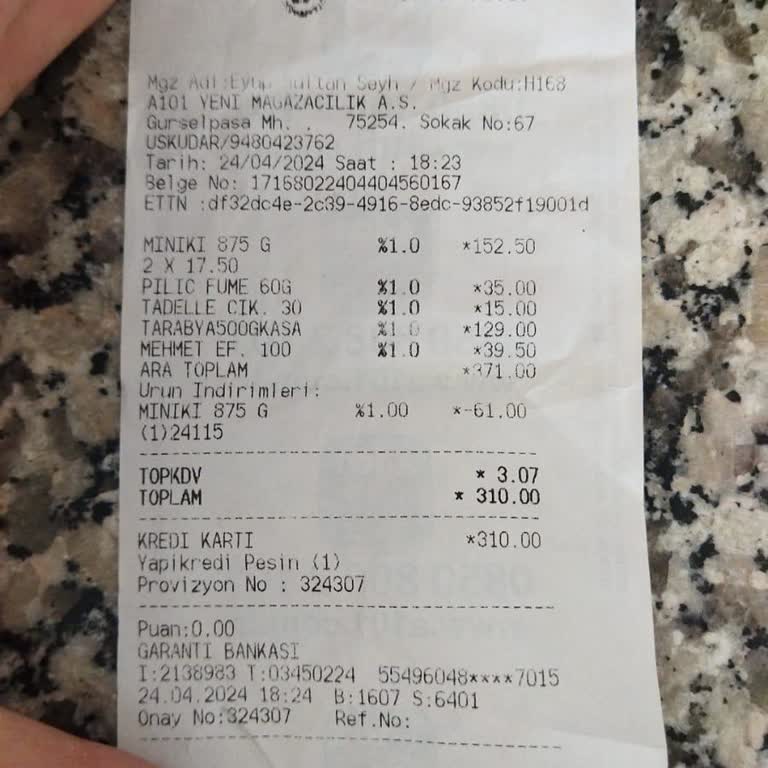 Mgz Adı:Eyup Sultan Seyh / Mgz Kodu:H168
A101 YENI MAGAZACILIK A.S.
Gurselpasa Mh. . 75254. Sokak No:67
USKUDAR/9480423762
Tarih: 24/04/2024 Saat : 18:23
Belge No: 17168022404404560167
ETTN :df32dc4e-2c39-4916-8edc-93852f19001d
MINIKI 875 G %1.0 *152.50
2 X 17.50
PILIC FUME 60G %1.0 *35.00
TADELLE CIK. 30 %1.0 *15.00
TARABYA500GKASA %1.0 *129.00
MEHMET EF. 100 %1.0 *39.50
ARA TOPLAM *371.00
Urun Indirimleri:
MINIKI 875 G %1.00 *-61.00
(1)24115
TOPKDV * 3.07
TOPLAM * 310.00
KREDI KARTI *310.00
Yapikredi Pesin (1)
Provizyon No : 324307
Puan:0.00
GARANTI BANKASI
I:2138983 T:03450224 55496048****7015
24.04.2024 18:24 B:1607 S:6401
Onay No:324307 Ref.No: